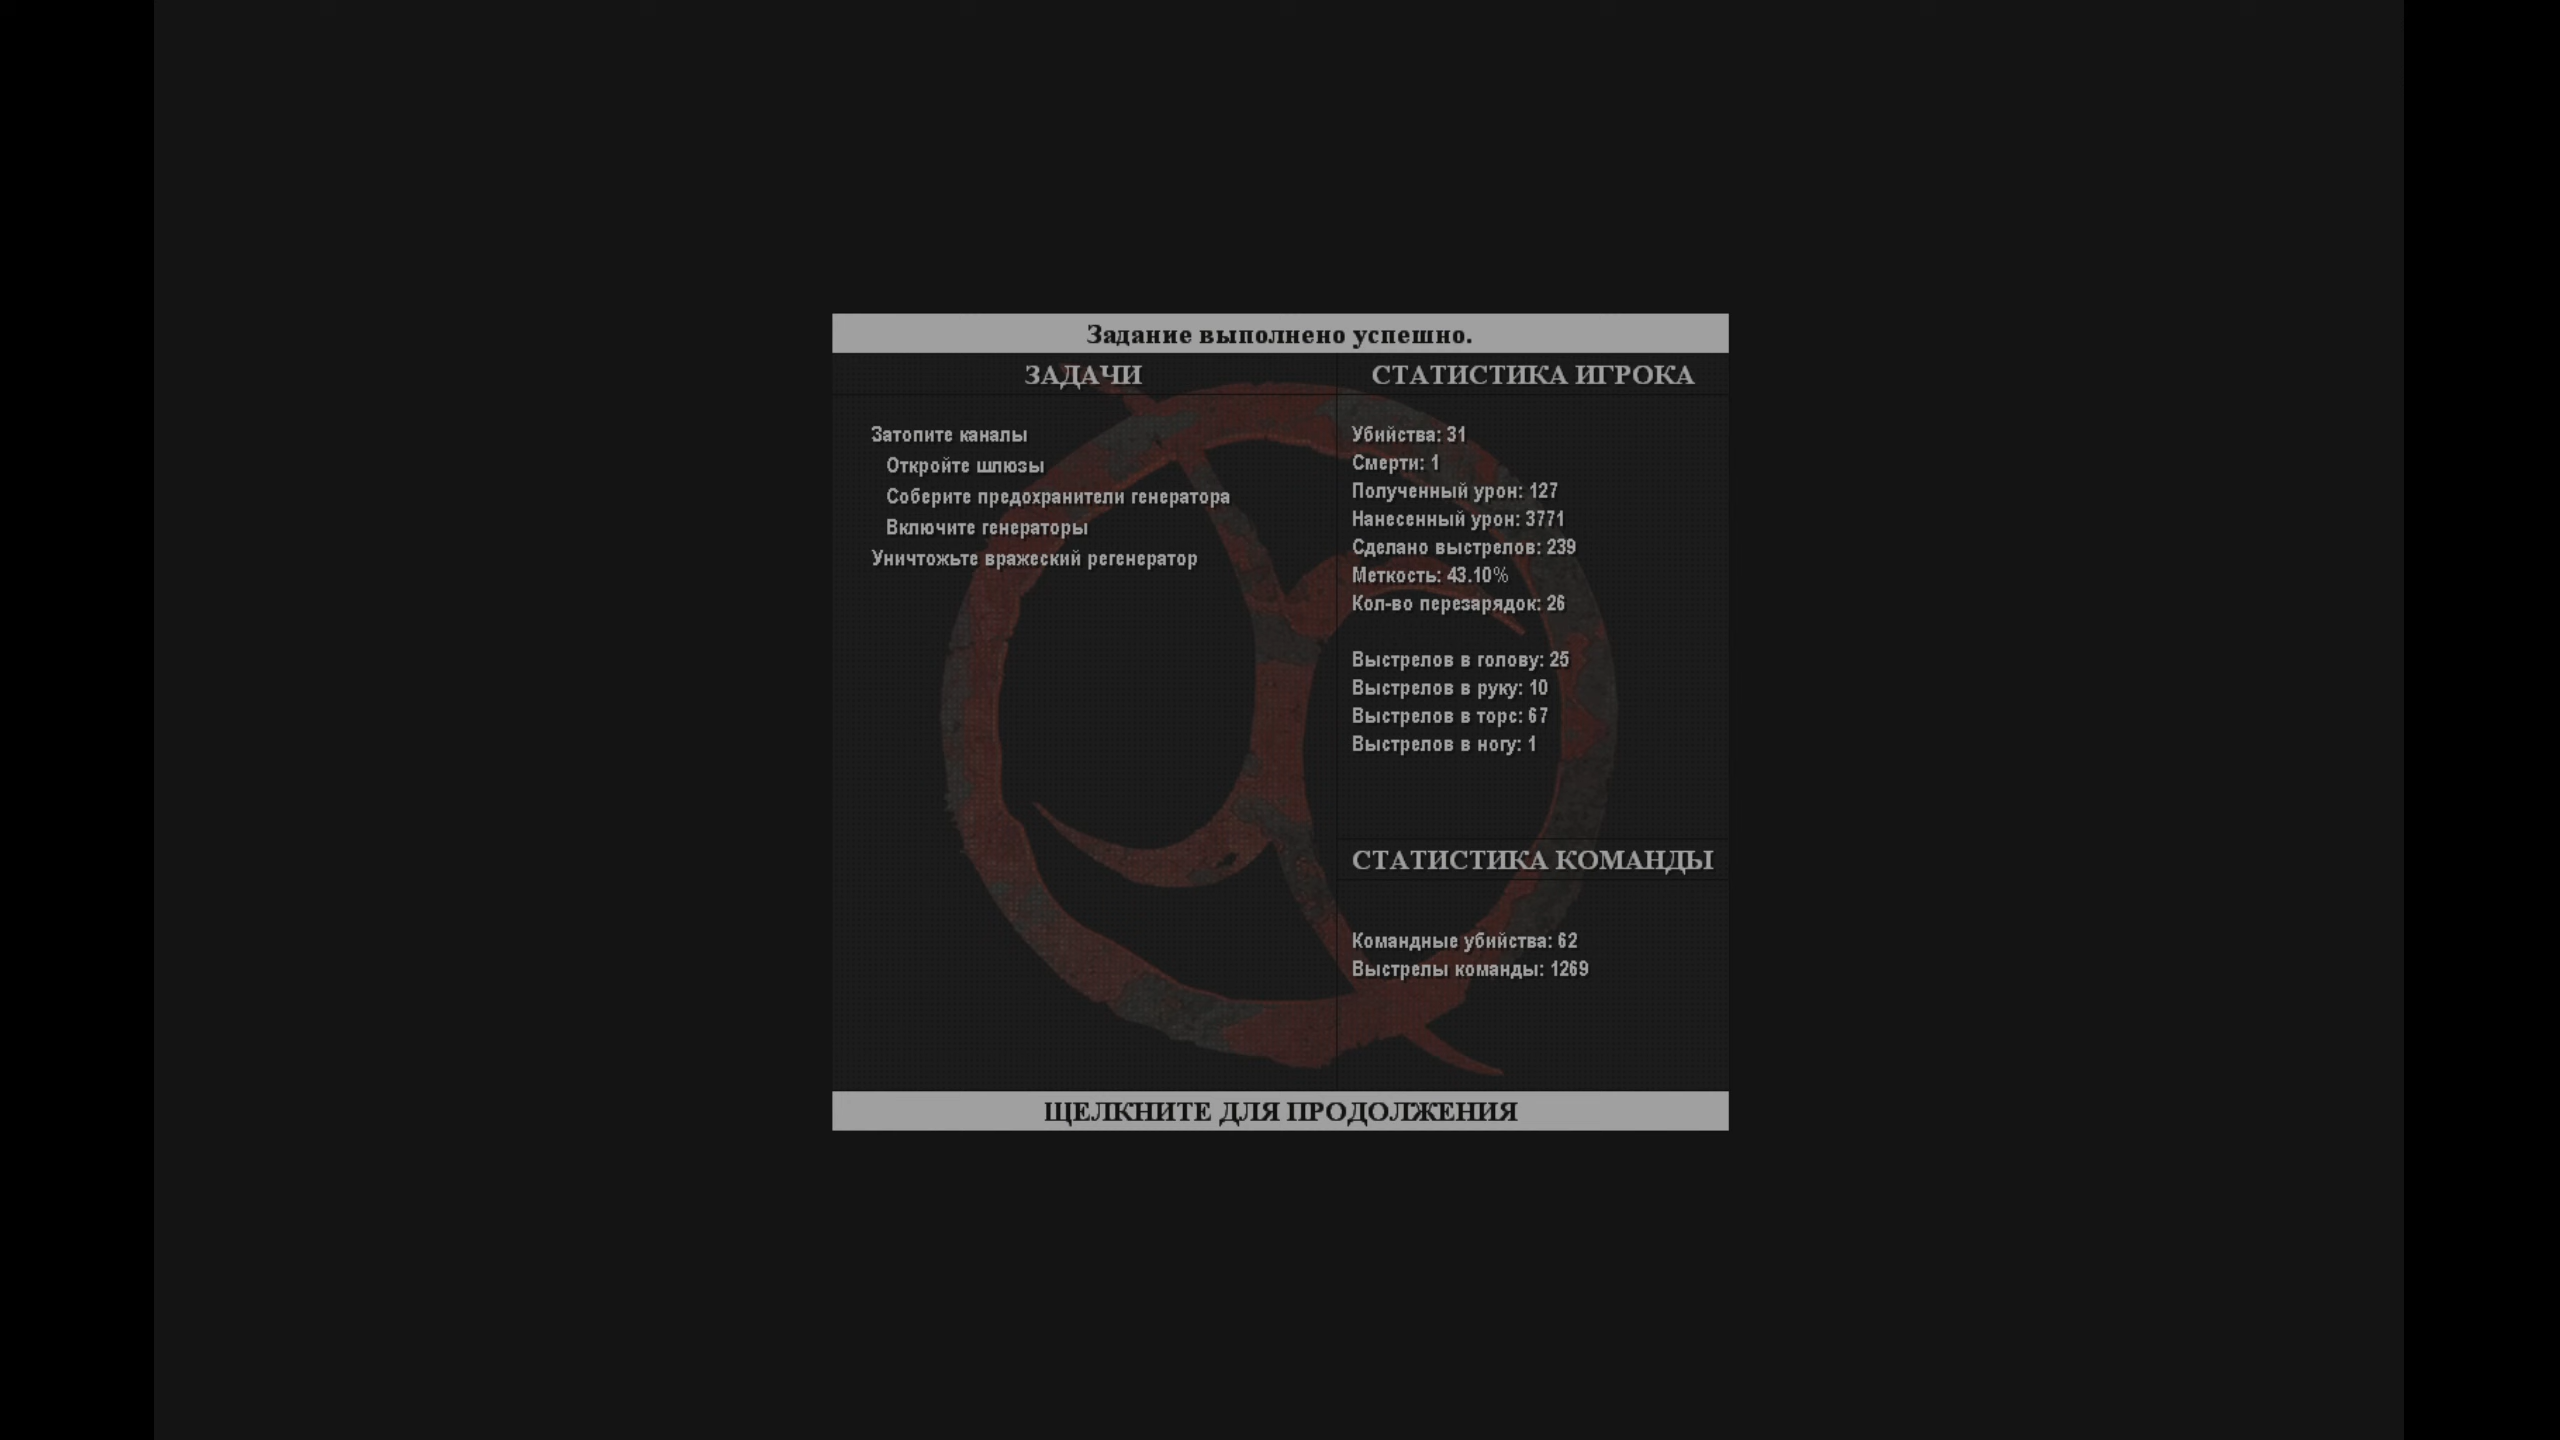 Задание выполнено успешно.
ЗАДАЧИ
Затопите каналы
Откройте шлюзы
Соберите предохранители генератора
Включите генераторы
Уничтожьте вражеский регенератор
СТАТИСТИКА ИГРОКА
Убийства: 31
Смерти: 1
Полученный урон: 127
Нанесенный урон: 3771
Сделано выстрелов: 239
Меткость: 43.10%
Кол-во перезарядок: 26
Выстрелов в голову: 25
Выстрелов в руку: 10
Выстрелов в торс: 67
Выстрелов в ногу: 1
СТАТИСТИКА КОМАНДЫ
Командные убийства: 62
Выстрелы команды: 1269
ЩЕЛКНИТЕ ДЛЯ ПРОДОЛЖЕНИЯ